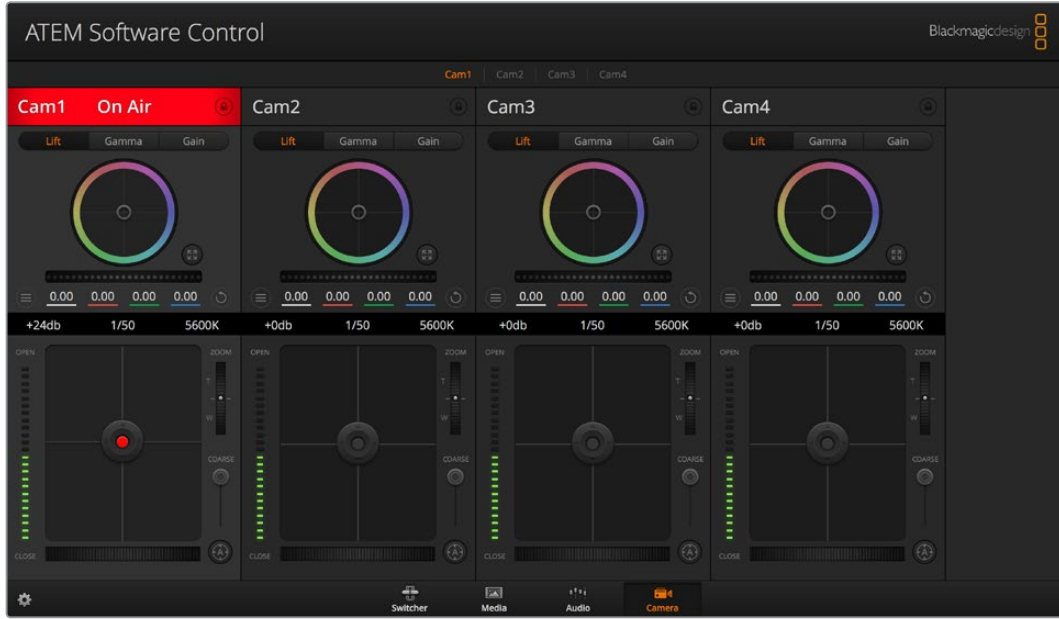 ATEM Software Control
Blackmagicdesign
Cam1 Cam2 Cam3 Cam4
Cam1 On Air Cam2 Cam3 Cam4
Lift Gamma Gain Lift Gamma Gain Lift Gamma Gain Lift Gamma Gain
0.00 0.00 0.00 0.00 0.00 0.00 0.00 0.00 0.00 0.00 0.00 0.00 0.00 0.00 0.00 0.00
+24db 1/50 5600K +0db 1/50 5600K +0db 1/50 5600K +0db 1/50 5600K
OPEN ZOOM OPEN ZOOM OPEN ZOOM OPEN ZOOM
T T T T
W W W W
COARSE COARSE COARSE COARSE
A A A A
CLOSE CLOSE CLOSE CLOSE
Switcher Media Audio Camera